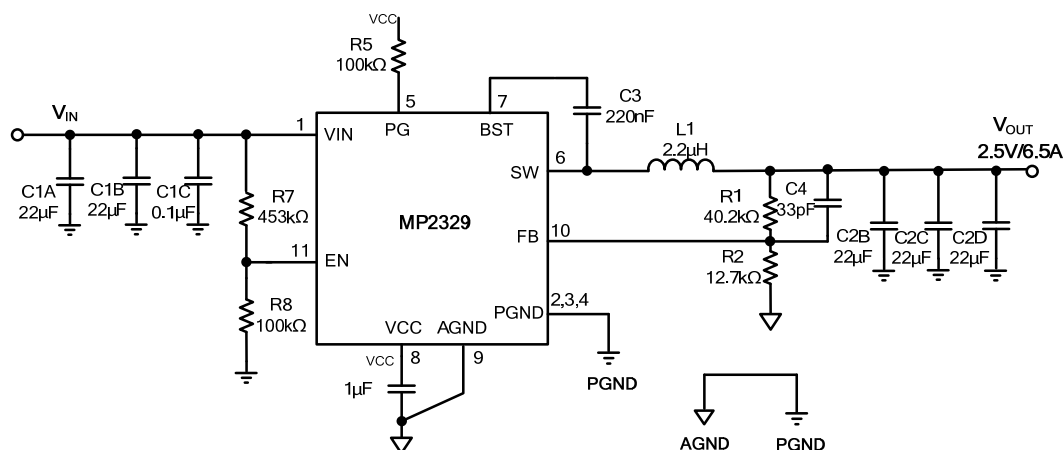 VCC
R5
100kΩ
5
7
C3
220nF
VIN
1
VIN
PG
BST
L1
2.2µH
VOUT
2.5V/6.5A
6
SW
C1A
22µF
C1B
22µF
C1C
0.1µF
R7
453kΩ
MP2329
R1
40.2kΩ
C4
33pF
FB
10
11
EN
R2
12.7kΩ
C2B
22µF
C2C
22µF
C2D
22µF
R8
100kΩ
2,3,4
PGND
VCC
AGND
VCC
8
9
1µF
PGND
AGND
PGND